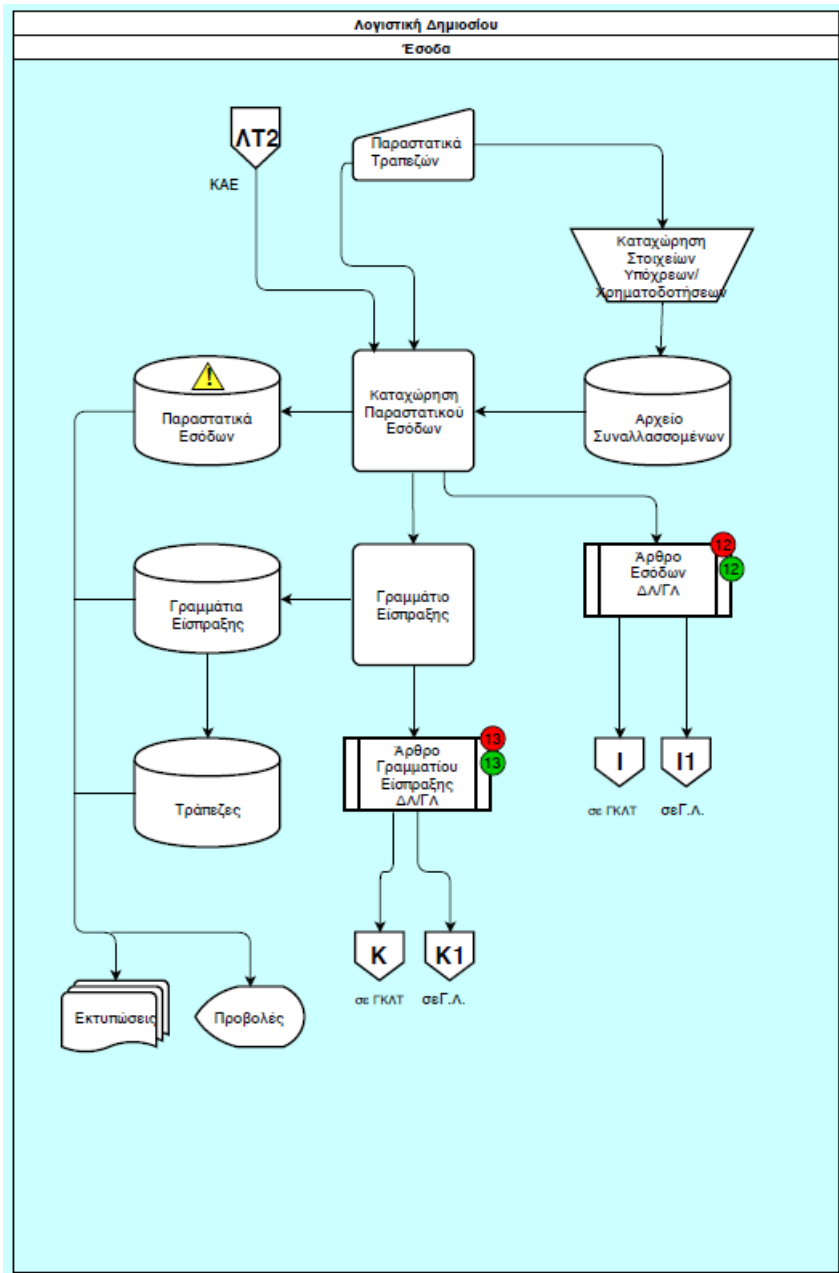 Λογιστική Δημιοσίου
Έσοδα
ΛΤ2
ΚΑΕ
Παραστατικά
Τραπεζών
Καταχώρηση
Στοιχείων
Υπόχρεων/
Χρηματοδοτήσεων
Παραστατικά
Εσόδων
Καταχώρηση
Παραστατικού
Εσόδων
Αρχείο
Συναλλασσομένων
Γραμμάτια
Είσπραξης
Γραμμάτιο
Είσπραξης
Άρθρο
Εσόδων
ΔΛ/ΓΛ
12
12
Τράπεζες
Άρθρο
Γραμματίου
Είσπραξης
ΔΛ/ΓΛ
13
13
Ι
Ι1
σε ΓΚΛΤ
σεΓ.Λ.
Κ
Κ1
σε ΓΚΛΤ
σεΓ.Λ.
Εκτυπώσεις
Προβολές